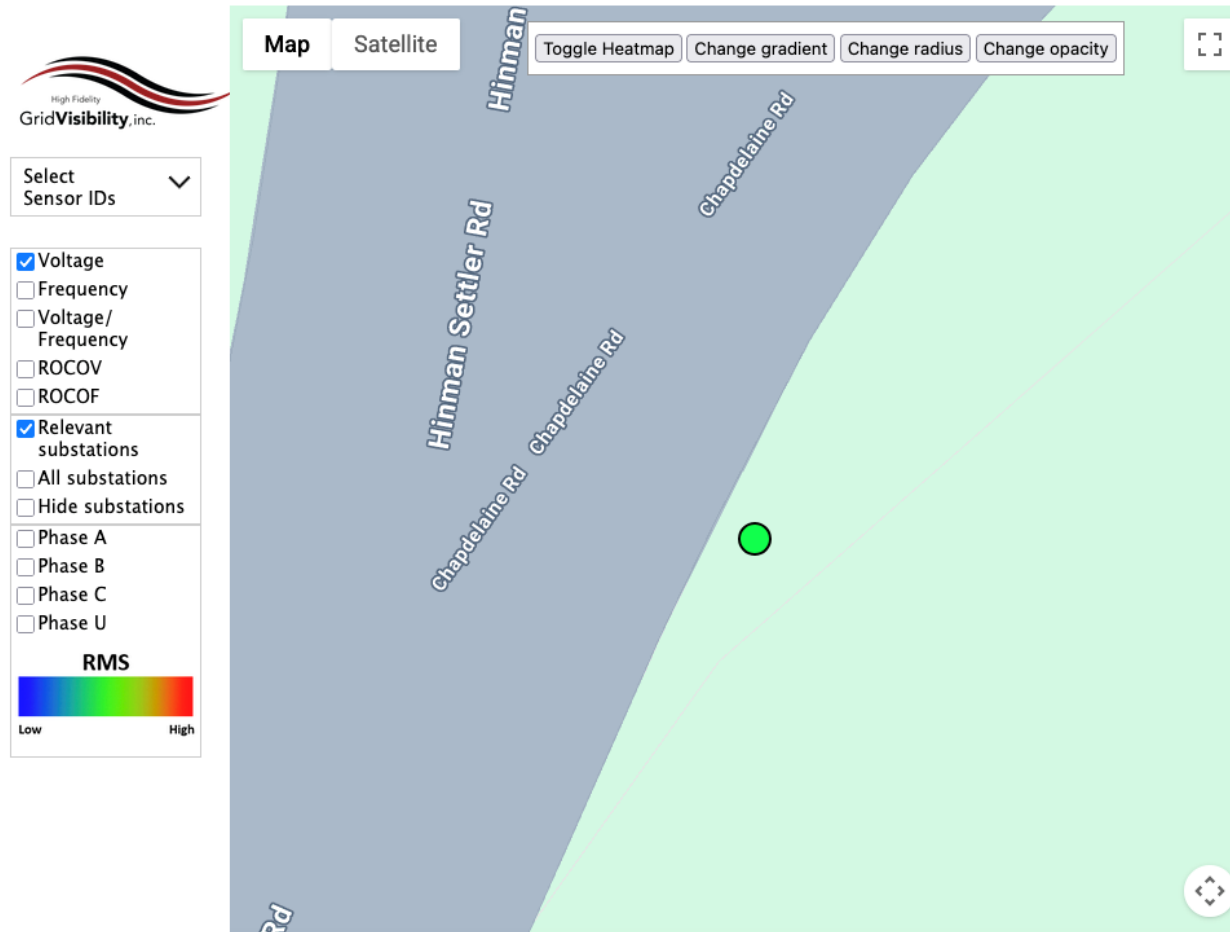 High Fidelity
GridVisibility, inc.
Select
Sensor IDs
Voltage
Frequency
Voltage/
Frequency
ROCOV
ROCOF
Relevant
substations
All substations
Hide substations
Phase A
Phase B
Phase C
Phase U
RMS
Low High
Map Satellite
Toggle Heatmap Change gradient Change radius Change opacity
Hinman
Chapdelaine Rd
Hinman Settler Rd
Chapdelaine Rd
Chapdelaine Rd
Rd